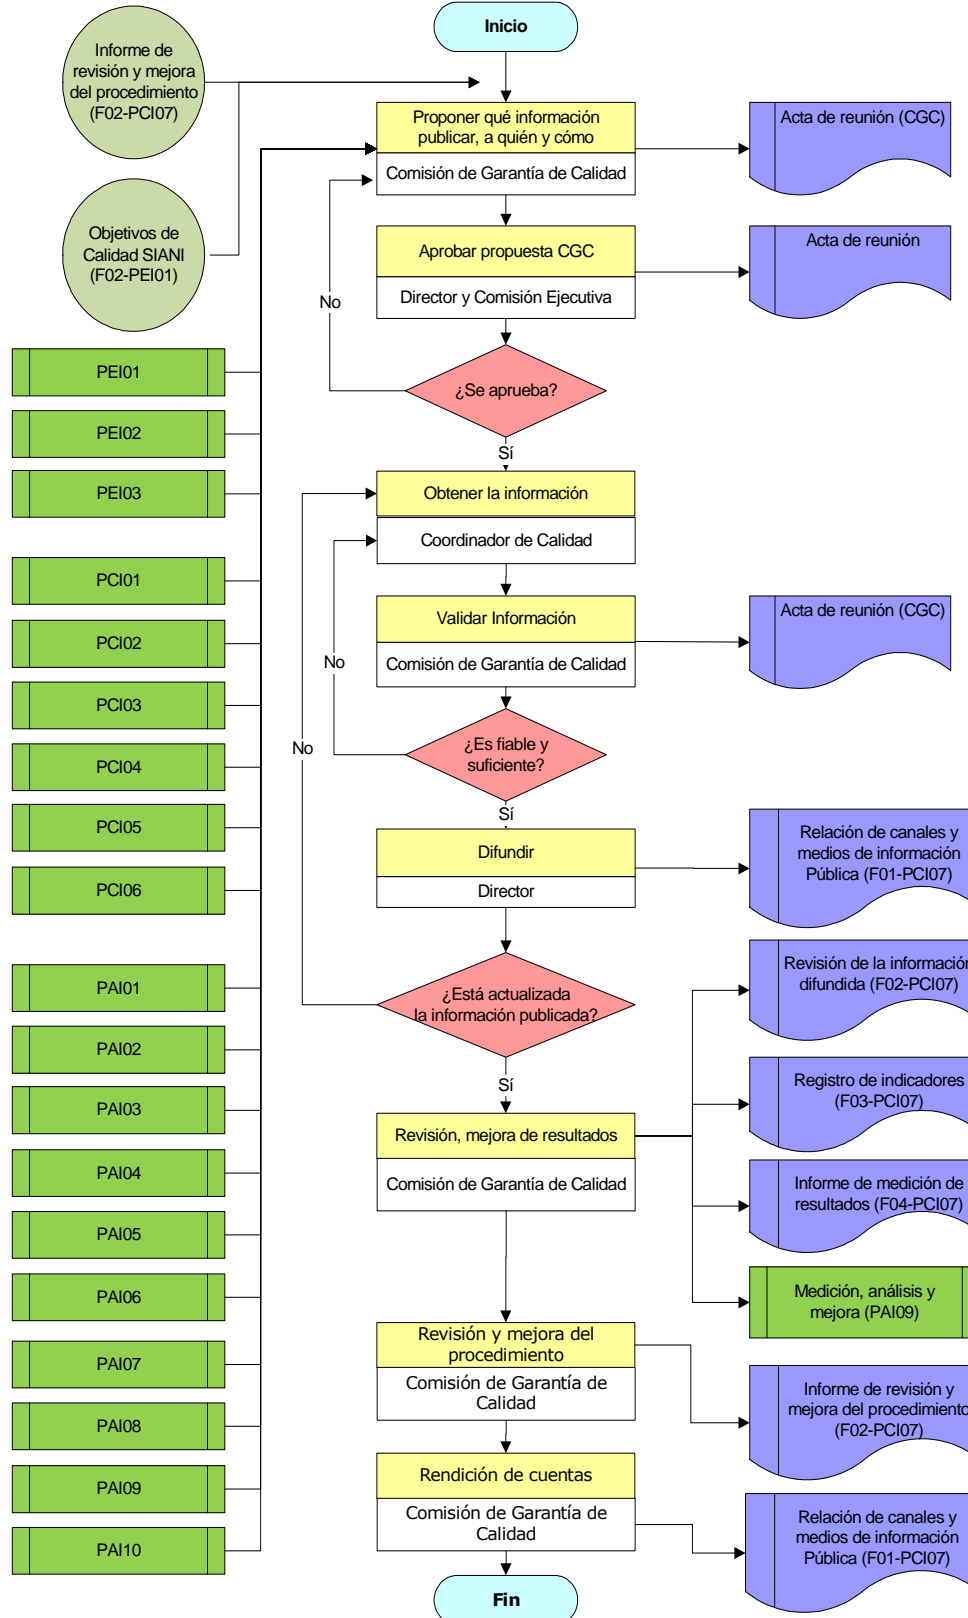 Inicio
Informe de
revisión y mejora
del procedimiento
(F02-PCI07)
Proponer qué información
publicar, a quién y cómo
Comisión de Garantía de Calidad
Acta de reunión (CGC)
Objetivos de
Calidad SIANI
(F02-PEI01)
Aprobar propuesta CGC
Director y Comisión Ejecutiva
Acta de reunión
No
¿Se aprueba?
Sí
PEI01
PEI02
PEI03
PCI01
PCI02
PCI03
PCI04
PCI05
PCI06
PAI01
PAI02
PAI03
PAI04
PAI05
PAI06
PAI07
PAI08
PAI09
PAI10
Obtener la información
Coordinador de Calidad
Validar Información
Comisión de Garantía de Calidad
Acta de reunión (CGC)
No
No
¿Es fiable y
suficiente?
Sí
Difundir
Director
Relación de canales y
medios de información
Pública (F01-PCI07)
¿Está actualizada
la información publicada?
Sí
Revisión de la información
difundida (F02-PCI07)
Registro de indicadores
(F03-PCI07)
Revisión, mejora de resultados
Comisión de Garantía de Calidad
Informe de medición de
resultados (F04-PCI07)
Medición, análisis y
mejora (PAI09)
Revisión y mejora del
procedimiento
Comisión de Garantía de
Calidad
Informe de revisión y
mejora del procedimiento
(F02-PCI07)
Rendición de cuentas
Comisión de Garantía de
Calidad
Relación de canales y
medios de información
Pública (F01-PCI07)
Fin